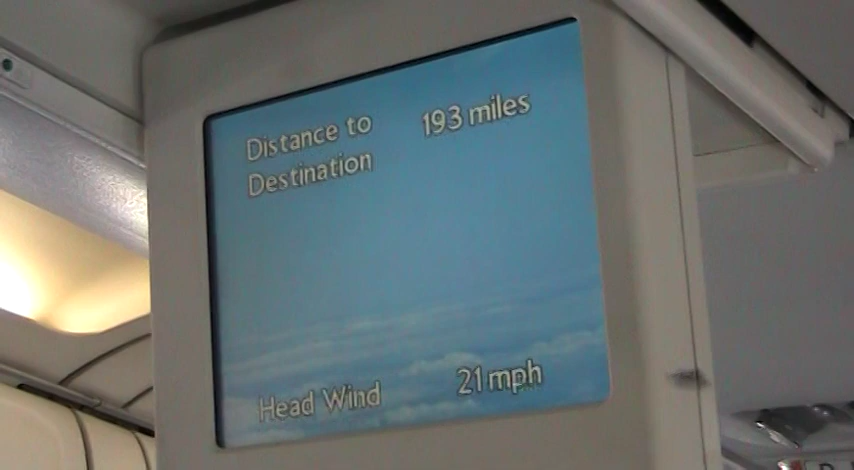 Distance to 193 miles
Destination
Head Wind 21 mph